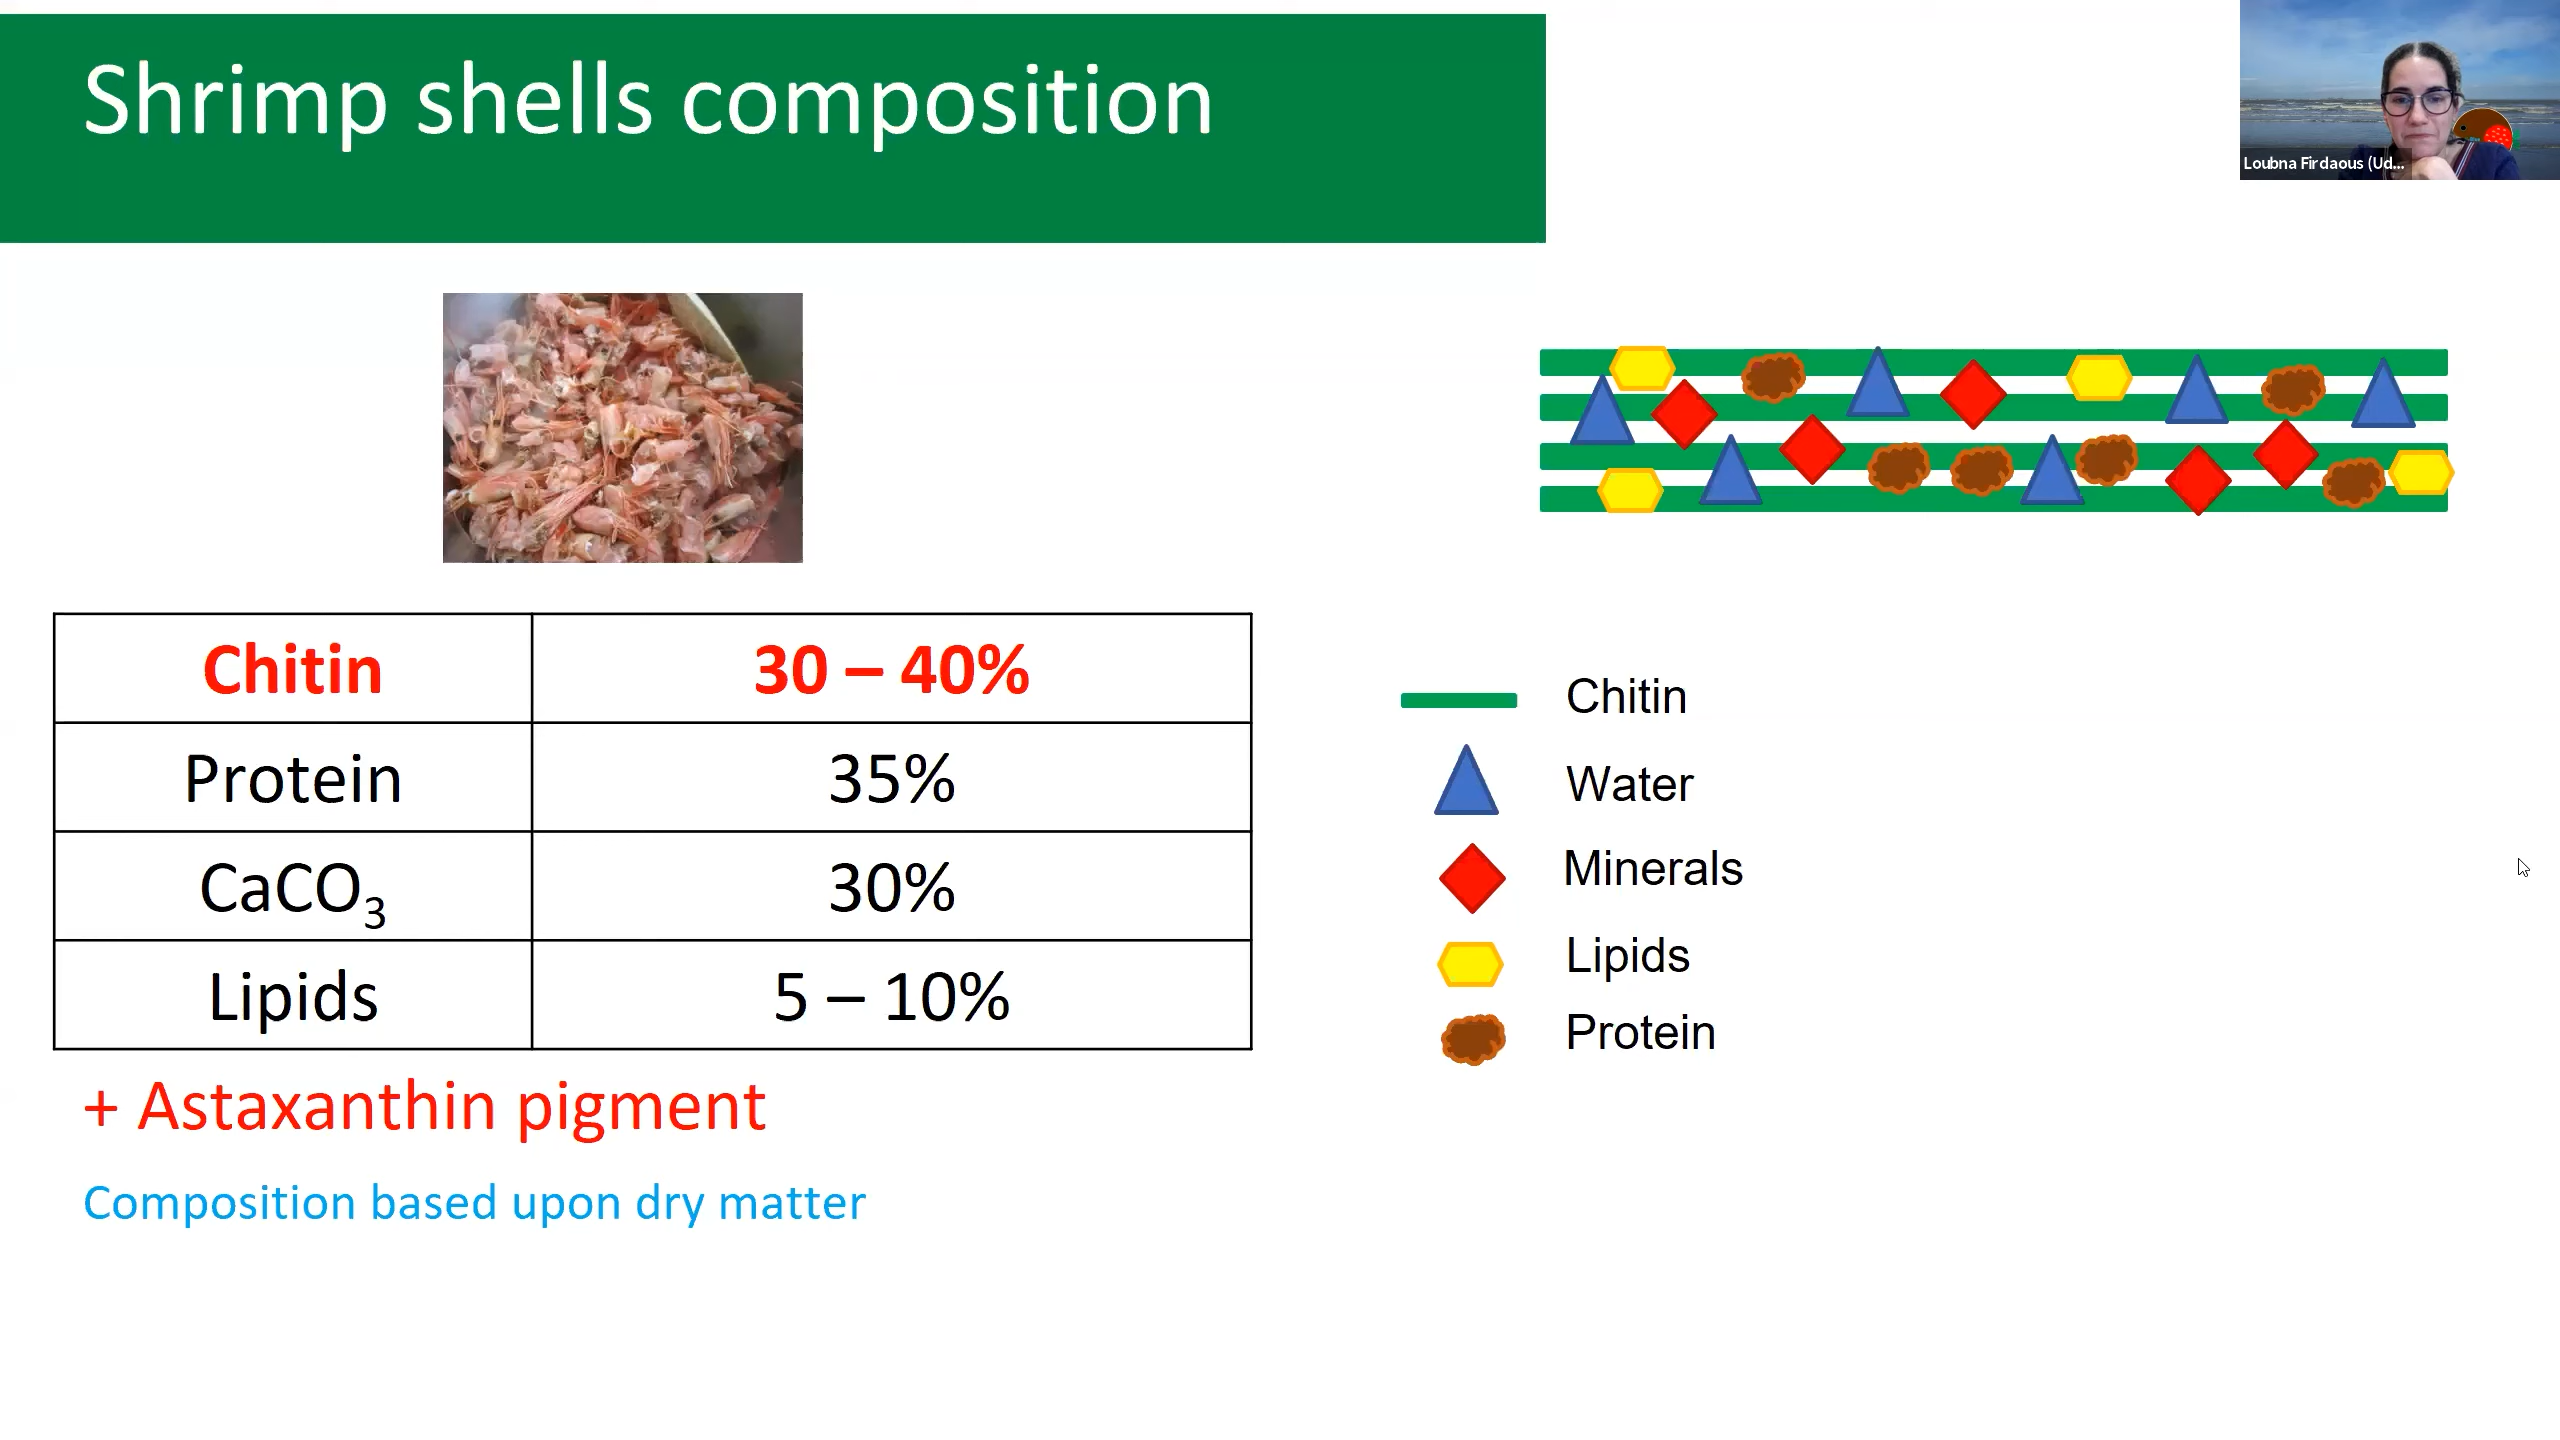 Shrimp shells composition
Loubna Firdaous (Ud...
Chitin 30 – 40%
Protein 35%
CaCO3 30%
Lipids 5 – 10%
+ Astaxanthin pigment
Composition based upon dry matter
Chitin
Water
Minerals
Lipids
Protein